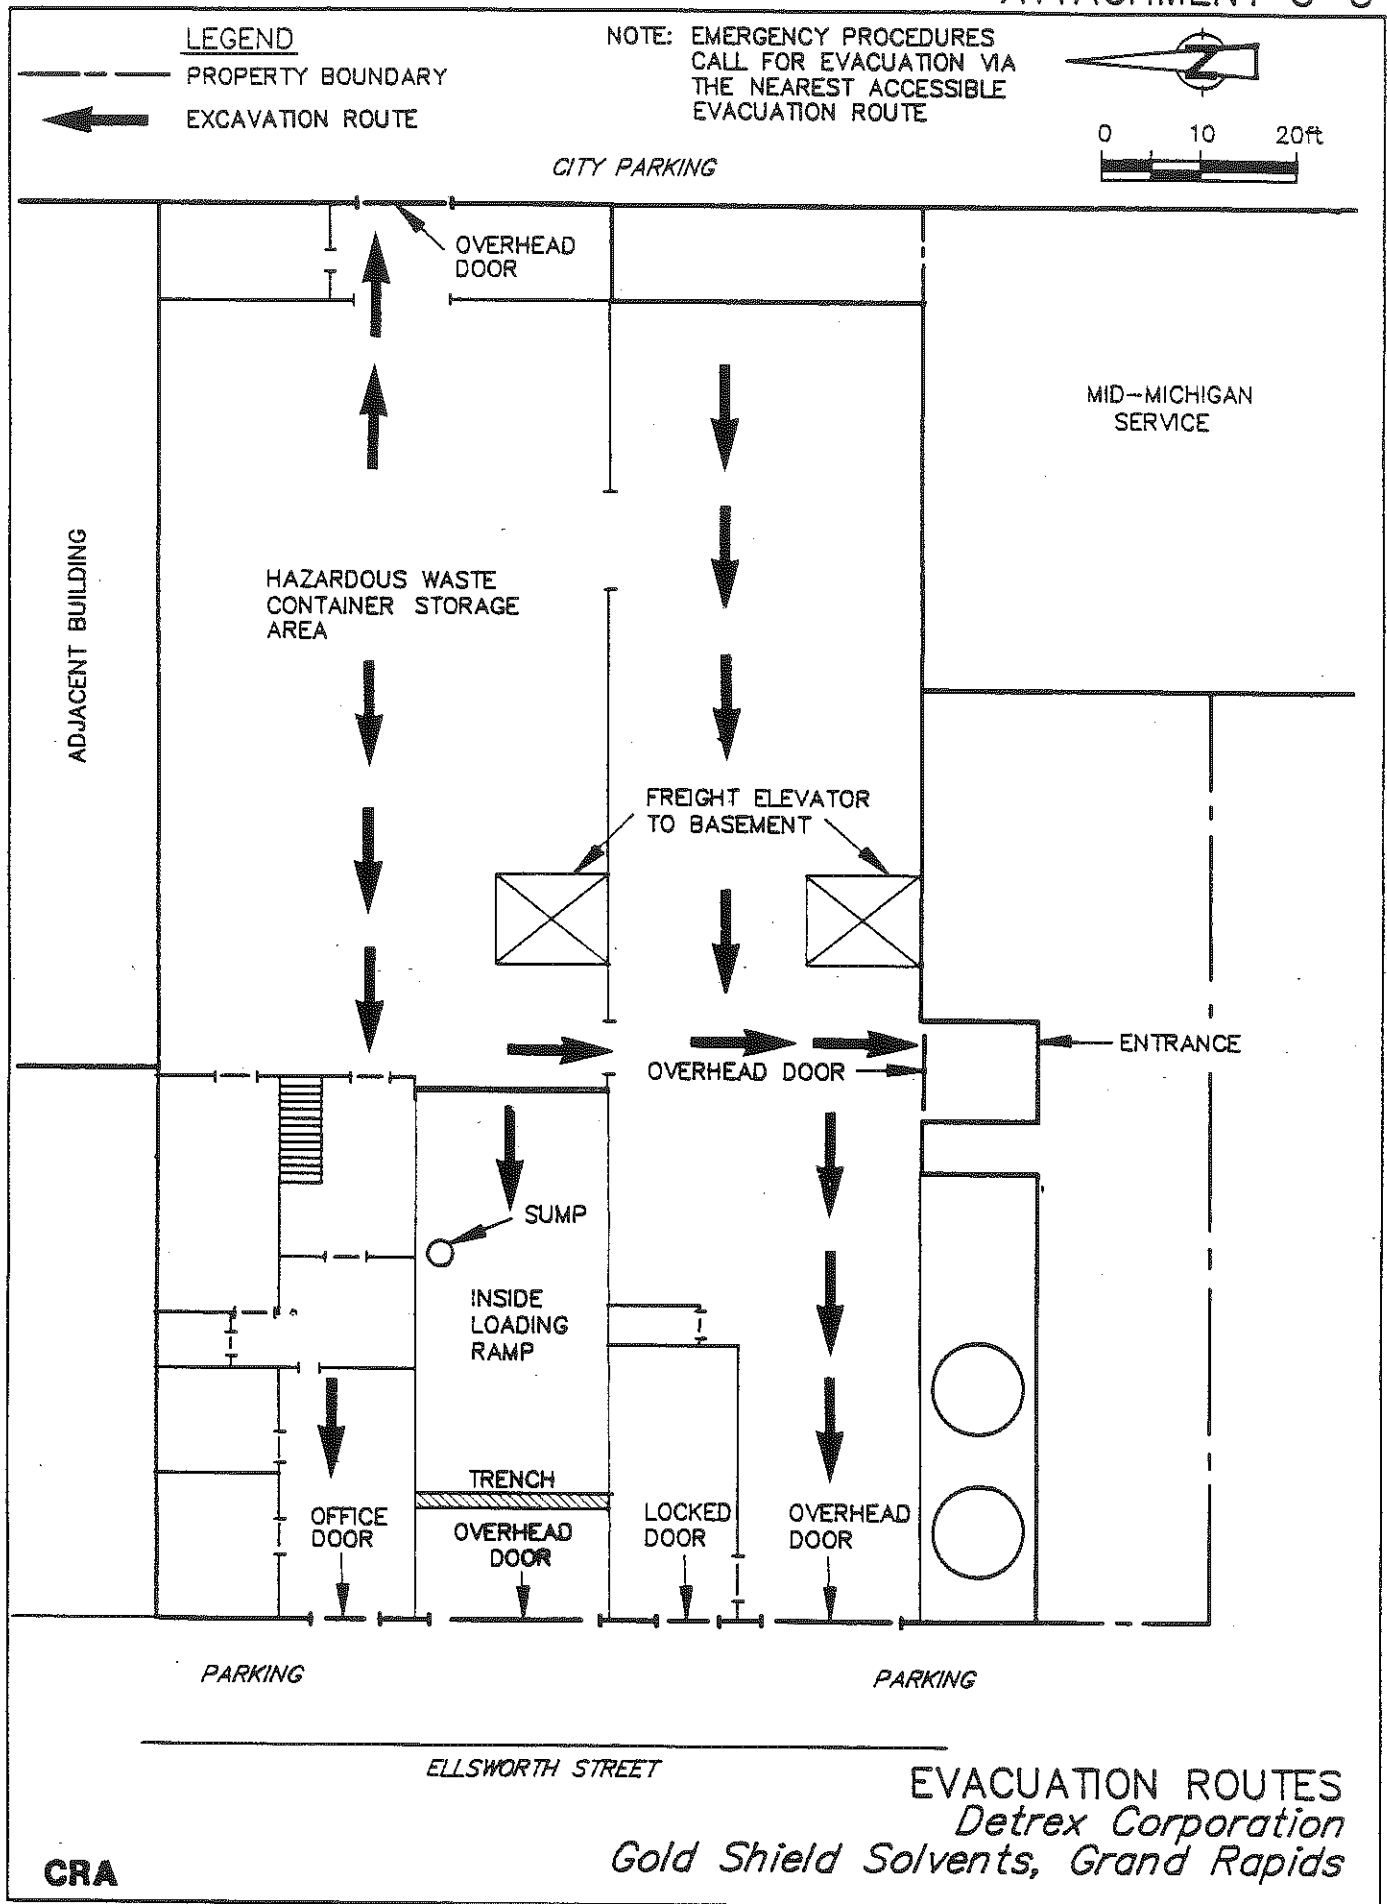 LEGEND
PROPERTY BOUNDARY
EXCAVATION ROUTE
NOTE: EMERGENCY PROCEDURES
CALL FOR EVACUATION VIA
THE NEAREST ACCESSIBLE
EVACUATION ROUTE
Z
0 10 20ft
CITY PARKING
OVERHEAD
DOOR
MID-MICHIGAN
SERVICE
ADJACENT BUILDING
HAZARDOUS WASTE
CONTAINER STORAGE
AREA
FREIGHT ELEVATOR
TO BASEMENT
ENTRANCE
OVERHEAD DOOR
SUMP
INSIDE
LOADING
RAMP
TRENCH
OFFICE
DOOR
OVERHEAD
DOOR
LOCKED
DOOR
OVERHEAD
DOOR
PARKING
PARKING
ELLSWORTH STREET
EVACUATION ROUTES
Detrex Corporation
Gold Shield Solvents, Grand Rapids
CRA